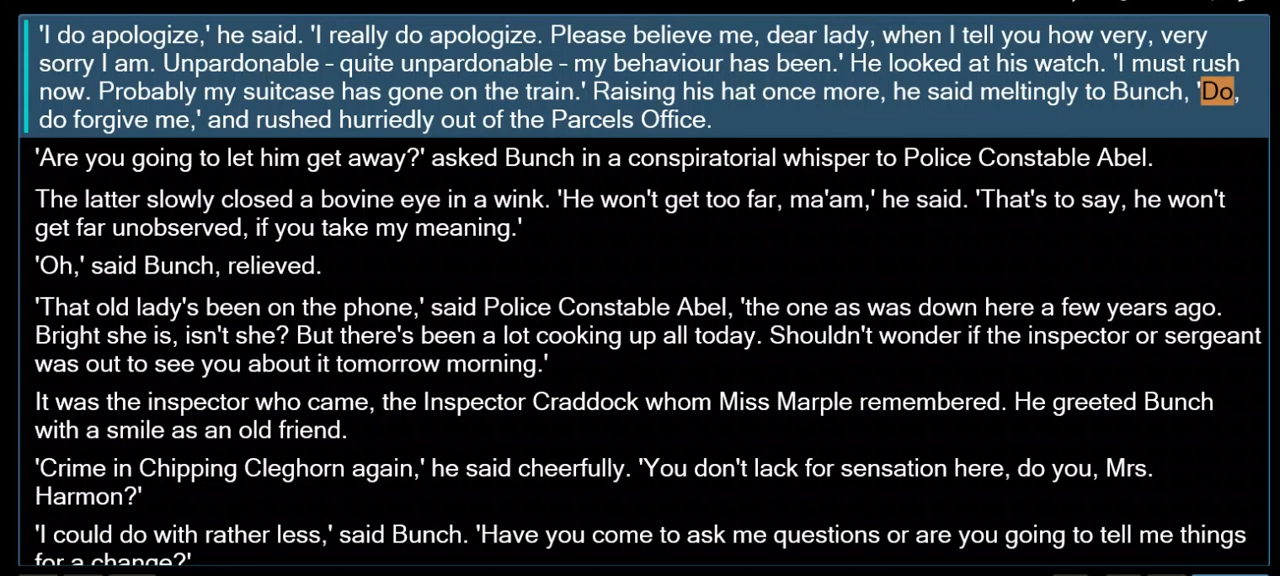 'I do apologize,' he said. 'I really do apologize. Please believe me, dear lady, when I tell you how very, very
sorry I am. Unpardonable - quite unpardonable - my behaviour has been.' He looked at his watch. 'I must rush
now. Probably my suitcase has gone on the train.' Raising his hat once more, he said meltingly to Bunch, 'Do,
do forgive me,' and rushed hurriedly out of the Parcels Office.
'Are you going to let him get away?' asked Bunch in a conspiratorial whisper to Police Constable Abel.
The latter slowly closed a bovine eye in a wink. 'He won't get too far, ma'am,' he said. 'That's to say, he won't
get far unobserved, if you take my meaning.'
'Oh,' said Bunch, relieved.
'That old lady's been on the phone,' said Police Constable Abel, 'the one as was down here a few years ago.
Bright she is, isn't she? But there's been a lot cooking up all today. Shouldn't wonder if the inspector or sergeant
was out to see you about it tomorrow morning.'
It was the inspector who came, the Inspector Craddock whom Miss Marple remembered. He greeted Bunch
with a smile as an old friend.
'Crime in Chipping Cleghorn again,' he said cheerfully. 'You don't lack for sensation here, do you, Mrs.
Harmon?'
'I could do with rather less,' said Bunch. 'Have you come to ask me questions or are you going to tell me things
for a change?'